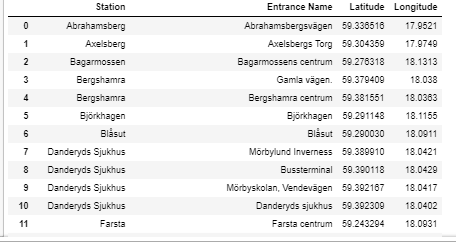 Station Entrance Name Latitude Longitude
0 Abrahamsberg Abrahamsbergsvägen 59.336516 17.9521
1 Axelsberg Axelsbergs Torg 59.304359 17.9749
2 Bagarmossen Bagarmossens centrum 59.276318 18.1313
3 Bergshamra Gamla vägen. 59.379409 18.038
4 Bergshamra Bergshamra centrum 59.381551 18.0363
5 Björkhagen Björkhagen 59.291148 18.1155
6 Blåsut Blåsut 59.290030 18.0911
7 Danderyds Sjukhus Mörbylund Inverness 59.389910 18.0421
8 Danderyds Sjukhus Bussterminal 59.390118 18.0429
9 Danderyds Sjukhus Mörbyskolan, Vendevägen 59.392167 18.0417
10 Danderyds Sjukhus Danderyds sjukhus 59.392309 18.0402
11 Farsta Farsta centrum 59.243294 18.0931